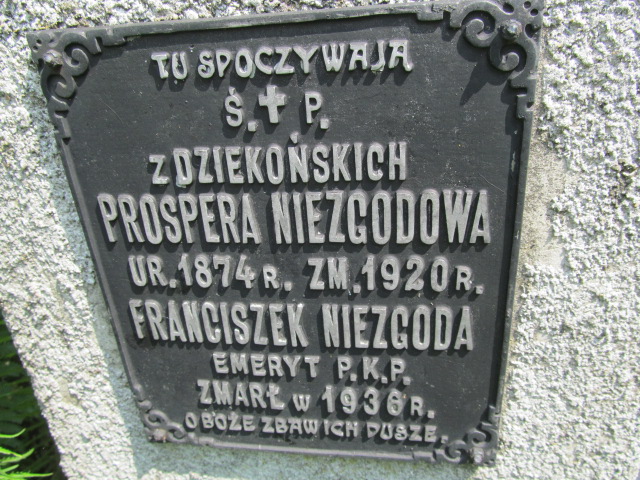 TU SPOCZYWAJĄ
Ś. ✝ P.
Z DZIEKOŃSKICH
PROSPERA NIEZGODOWA
UR. 1874 R. ZM. 1920 R.
FRANCISZEK NIEZGODA
EMERYT P.K.P.
ZMARŁ W 1936 R.
O BOŻE ZBAW ICH DUSZE.